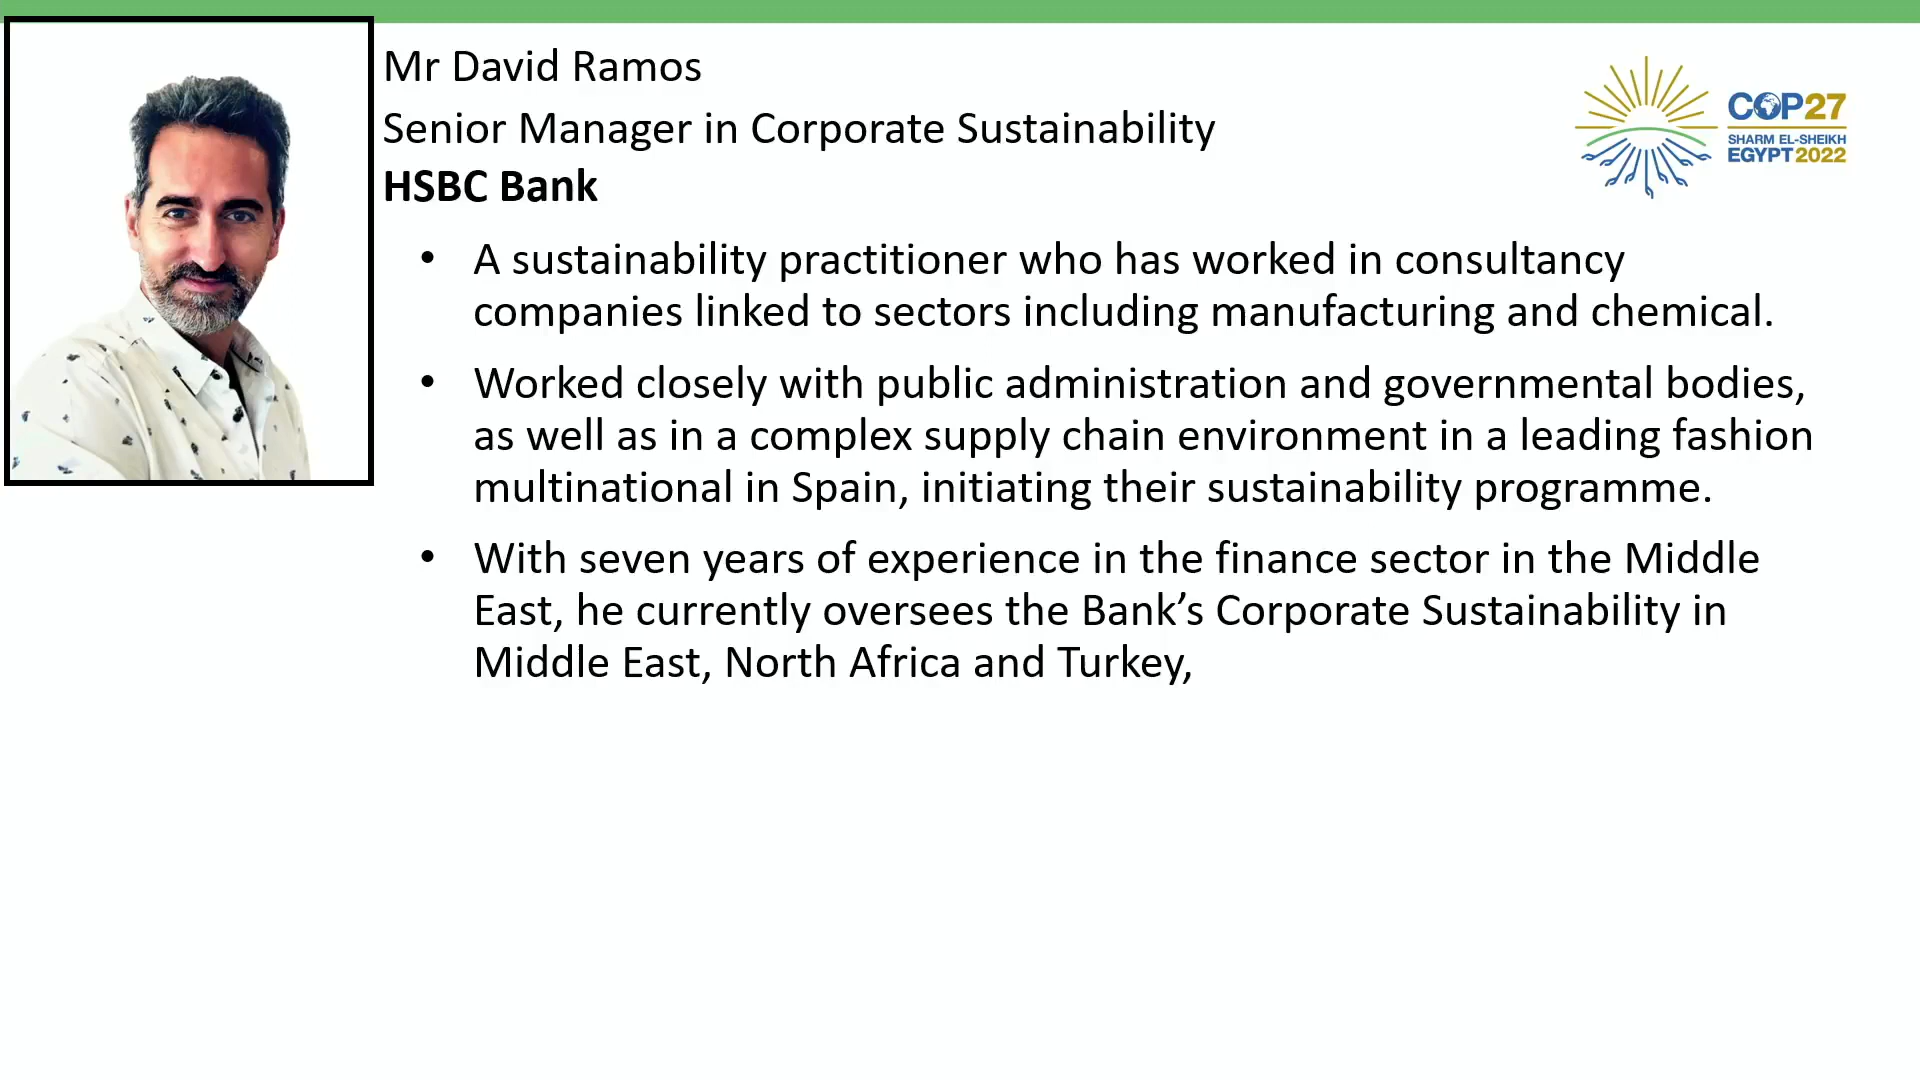 Mr David Ramos
Senior Manager in Corporate Sustainability
HSBC Bank
COP27
SHARM EL-SHEIKH
EGYPT 2022
• A sustainability practitioner who has worked in consultancy
companies linked to sectors including manufacturing and chemical.
• Worked closely with public administration and governmental bodies,
as well as in a complex supply chain environment in a leading fashion
multinational in Spain, initiating their sustainability programme.
• With seven years of experience in the finance sector in the Middle
East, he currently oversees the Bank’s Corporate Sustainability in
Middle East, North Africa and Turkey,